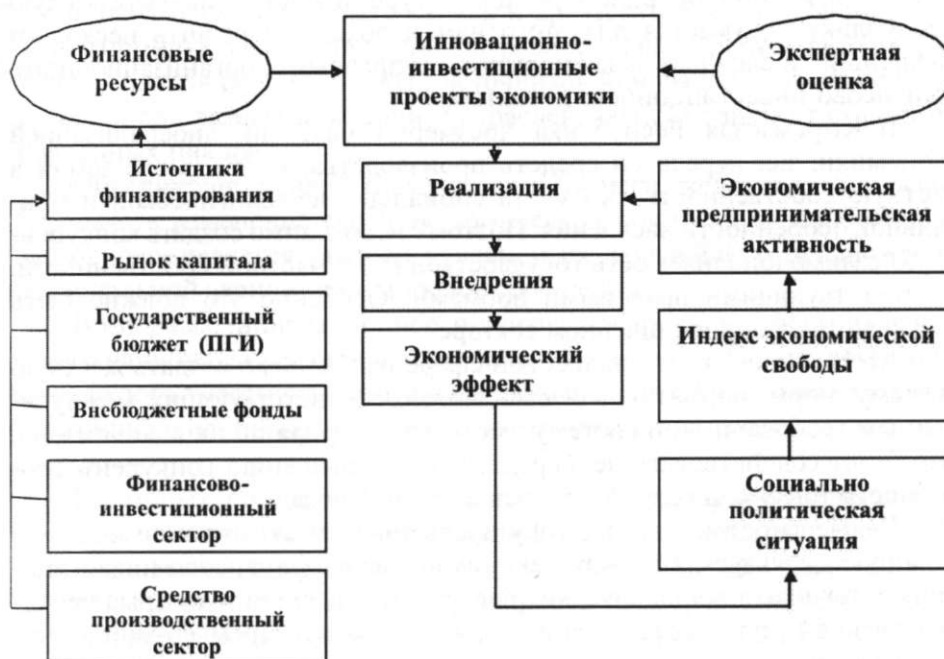 Финансовые
ресурсы
Инновационно-
инвестиционные
проекты экономики
Экспертная
оценка
Источники
финансирования
Рынок капитала
Государственный
бюджет (ПГИ)
Внебюджетные фонды
Финансово-
инвестиционный
сектор
Средство
производственный
сектор
Реализация
Внедрения
Экономический
эффект
Экономическая
предпринимательская
активность
Индекс экономической
свободы
Социально
политическая
ситуация